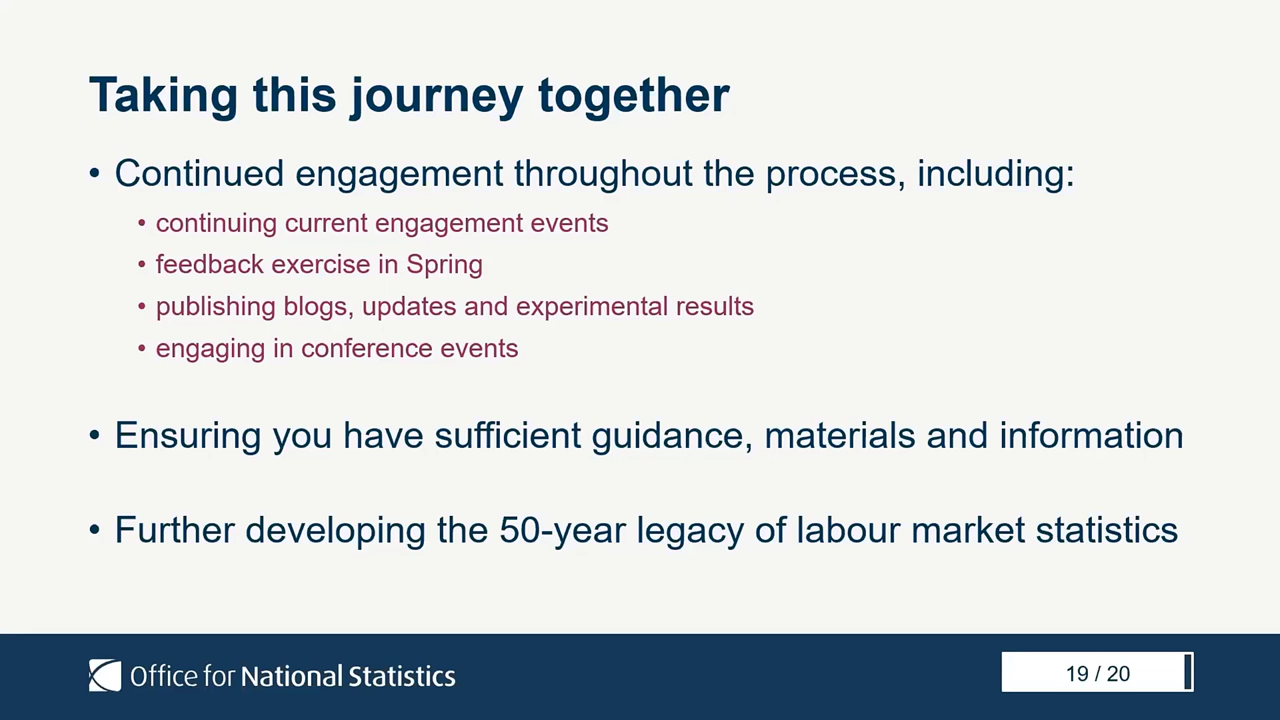 Taking this journey together
• Continued engagement throughout the process, including:
• continuing current engagement events
• feedback exercise in Spring
• publishing blogs, updates and experimental results
• engaging in conference events
• Ensuring you have sufficient guidance, materials and information
• Further developing the 50-year legacy of labour market statistics
Office for National Statistics
19 / 20